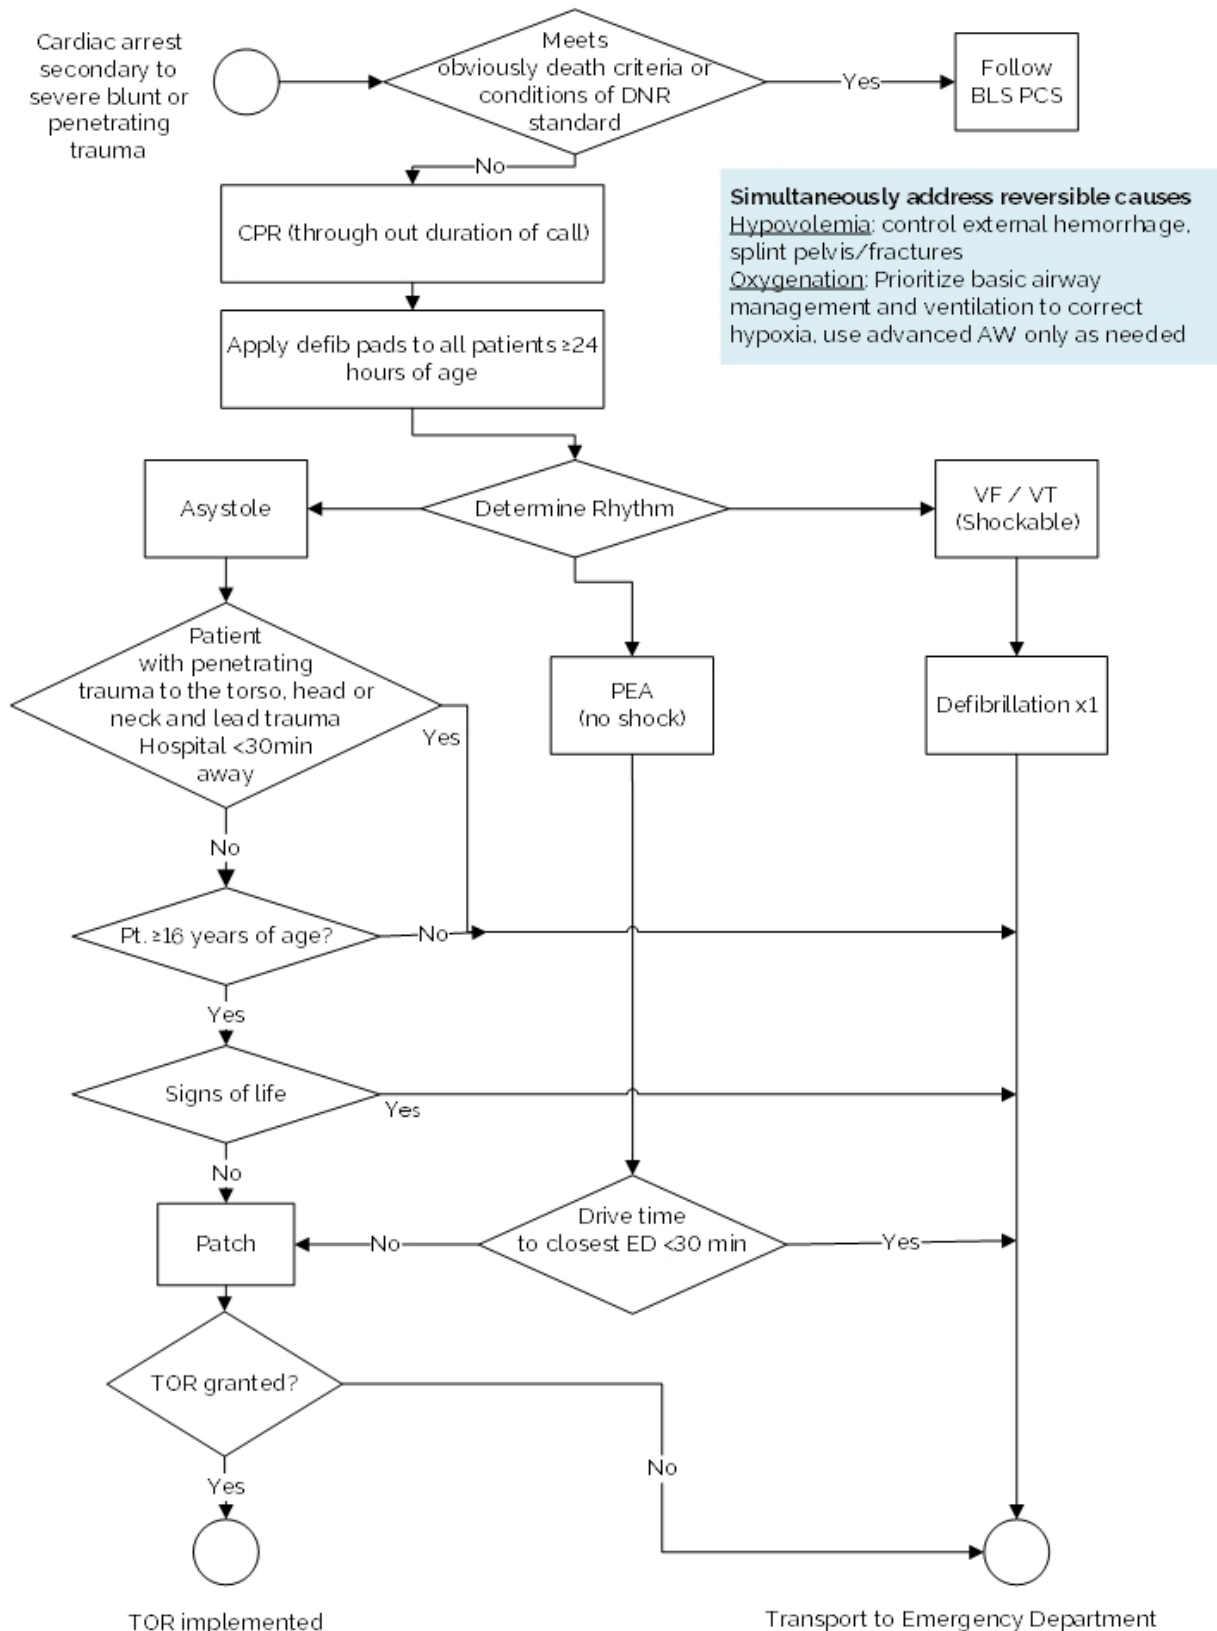 Cardiac arrest
secondary to
severe blunt or
penetrating
trauma
Meets
obviously death criteria or
conditions of DNR
standard
Yes
Follow
BLS PCS
No
CPR (through out duration of call)
Simultaneously address reversible causes
Hypovolemia: control external hemorrhage,
splint pelvis/fractures
Oxygenation: Prioritize basic airway
management and ventilation to correct
hypoxia, use advanced AW only as needed
Apply defib pads to all patients ≥24
hours of age
Asystole
Determine Rhythm
VF / VT
(Shockable)
Patient
with penetrating
trauma to the torso, head or
neck and lead trauma
Hospital <30min
away
Yes
PEA
(no shock)
Defibrillation x1
No
Pt. ≥16 years of age?
No
Yes
Signs of life
Yes
No
Patch
No
Drive time
to closest ED <30 min
Yes
TOR granted?
No
Yes
TOR implemented
Transport to Emergency Department